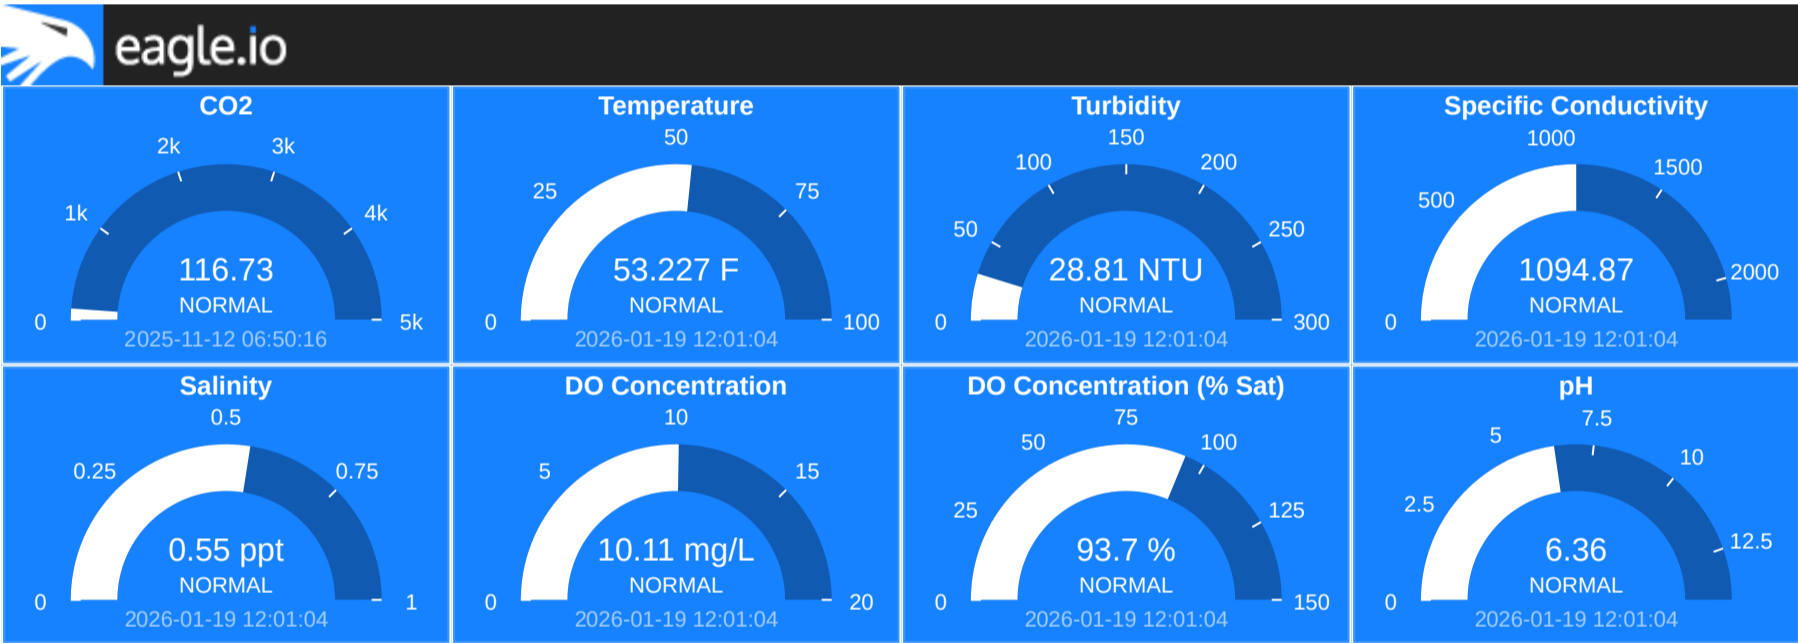 eagle.io
CO2
2k
3k
1k
4k
116.73
NORMAL
0
5k
2025-11-12 06:50:16
Temperature
50
25
75
53.227 F
NORMAL
0
100
2026-01-19 12:01:04
Turbidity
150
100
200
50
250
28.81 NTU
NORMAL
0
300
2026-01-19 12:01:04
Specific Conductivity
1000
1500
500
2000
1094.87
NORMAL
0
2026-01-19 12:01:04
Salinity
0.5
0.25
0.75
0.55 ppt
NORMAL
0
1
2026-01-19 12:01:04
DO Concentration
10
5
15
10.11 mg/L
NORMAL
0
20
2026-01-19 12:01:04
DO Concentration (% Sat)
75
50
100
25
125
93.7 %
NORMAL
0
150
2026-01-19 12:01:04
pH
7.5
5
10
2.5
12.5
6.36
NORMAL
0
2026-01-19 12:01:04